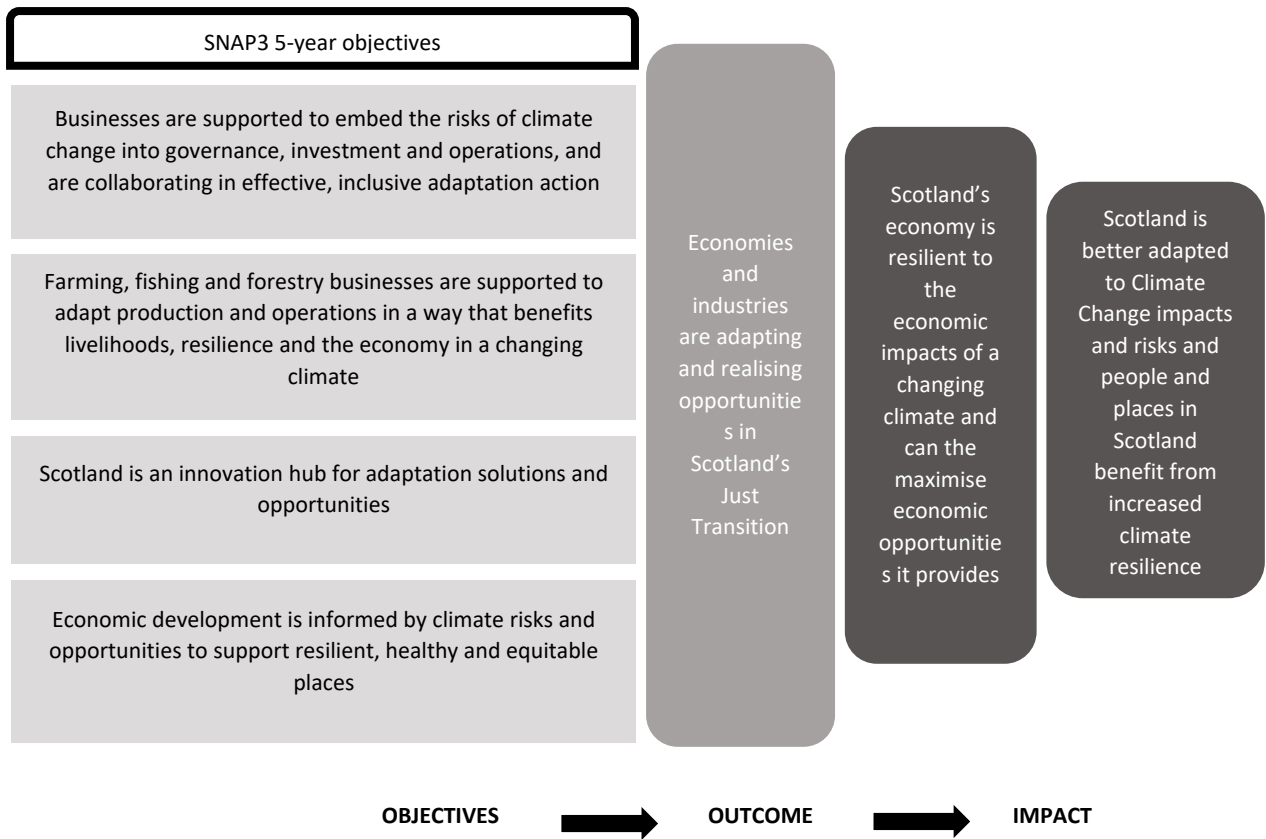 SNAP3 5-year objectives
Businesses are supported to embed the risks of climate
change into governance, investment and operations, and
are collaborating in effective, inclusive adaptation action
Farming, fishing and forestry businesses are supported to
adapt production and operations in a way that benefits
livelihoods, resilience and the economy in a changing
climate
Scotland is an innovation hub for adaptation solutions and
opportunities
Economic development is informed by climate risks and
opportunities to support resilient, healthy and equitable
places
Economies
and
industries
are adapting
and realising
opportunitie
s in
Scotland’s
Just
Transition
Scotland’s
economy is
resilient to
the
economic
impacts of a
changing
climate and
can the
maximise
economic
opportunitie
s it provides
Scotland is
better adapted
to Climate
Change impacts
and risks and
people and
places in
Scotland
benefit from
increased
climate
resilience
OBJECTIVES
OUTCOME
IMPACT